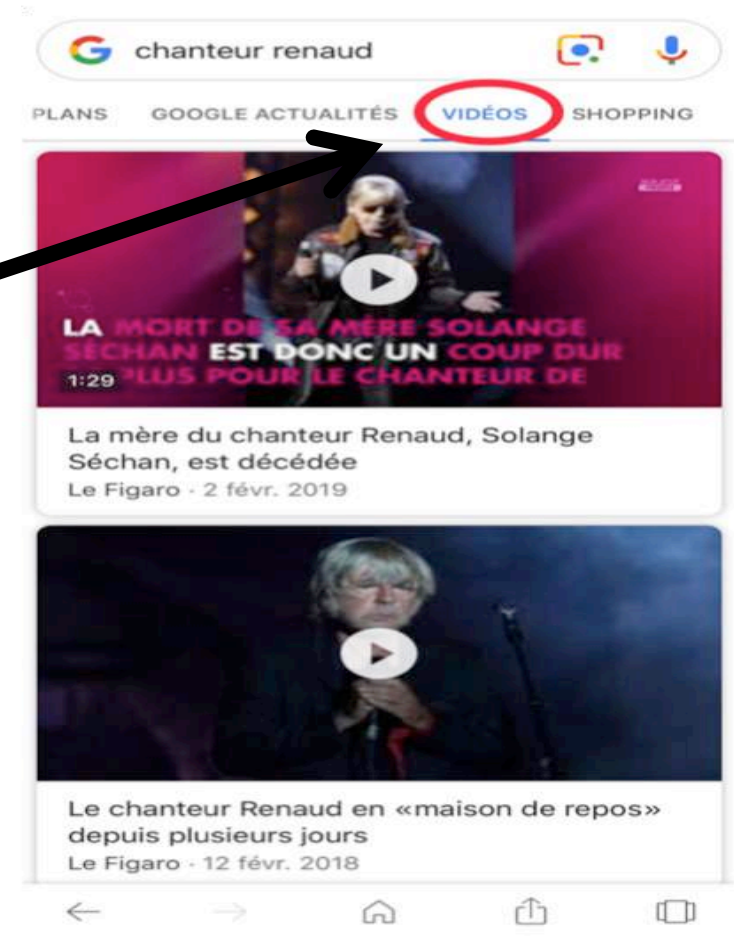 chanteur renaud
PLANS GOOGLE ACTUALITÉS VIDÉOS SHOPPING
LA MORT DE SA MÈRE SOLANGE
SÉCHAN EST DONC UN COUP DUR
PLUS POUR LE CHANTEUR DE
1:29
La mère du chanteur Renaud, Solange
Séchan, est décédée
Le Figaro · 2 févr. 2019
Le chanteur Renaud en «maison de repos»
depuis plusieurs jours
Le Figaro · 12 févr. 2018